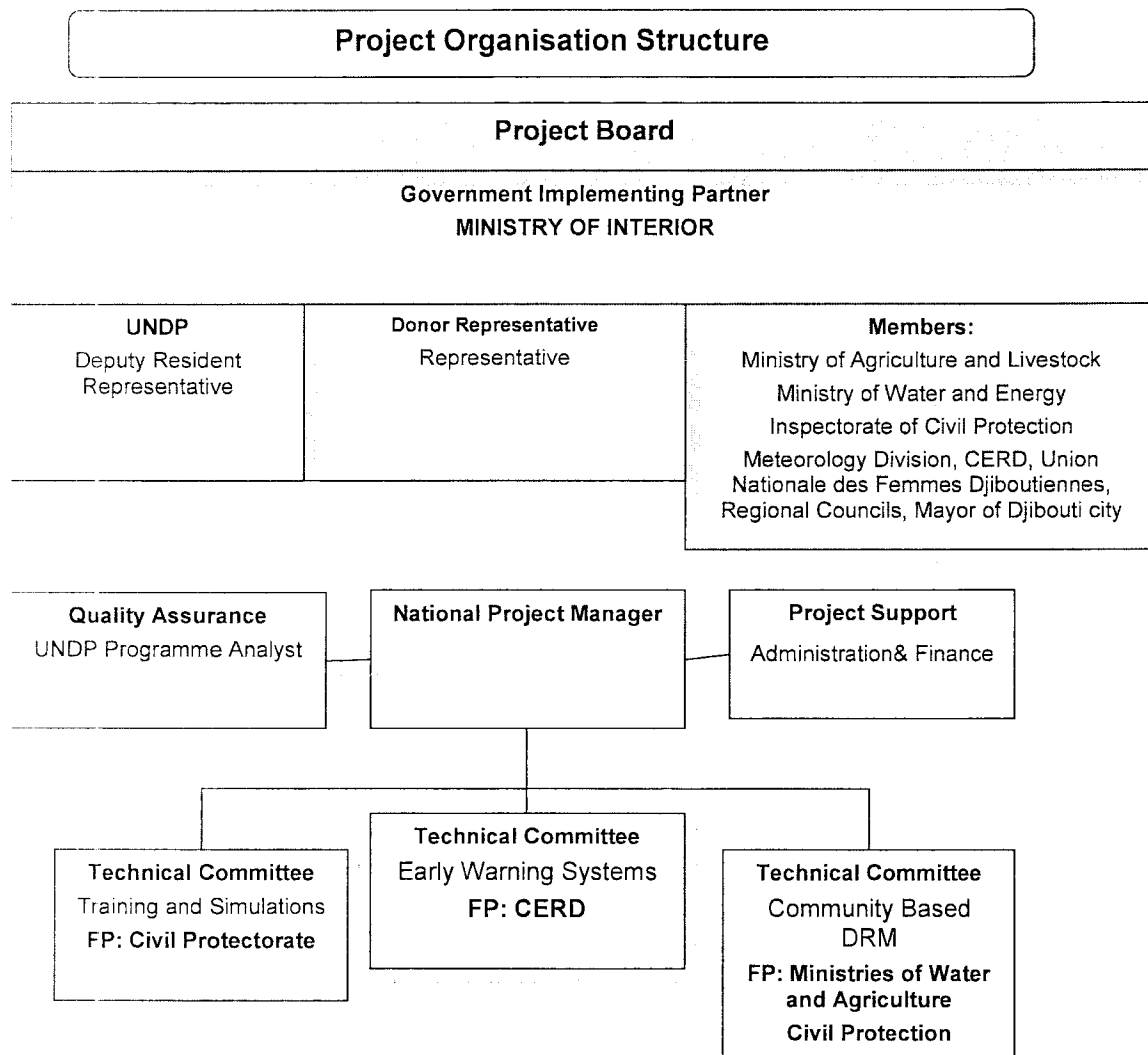 Project Organisation Structure
Project Board
Government Implementing Partner
MINISTRY OF INTERIOR
UNDP
Deputy Resident
Representative
Donor Representative
Representative
Members:
Ministry of Agriculture and Livestock
Ministry of Water and Energy
Inspectorate of Civil Protection
Meteorology Division, CERD, Union
Nationale des Femmes Djiboutiennes,
Regional Councils, Mayor of Djibouti city
Quality Assurance
UNDP Programme Analyst
National Project Manager
Project Support
Administration& Finance
Technical Committee
Training and Simulations
FP: Civil Protectorate
Technical Committee
Early Warning Systems
FP: CERD
Technical Committee
Community Based
DRM
FP: Ministries of Water
and Agriculture
Civil Protection